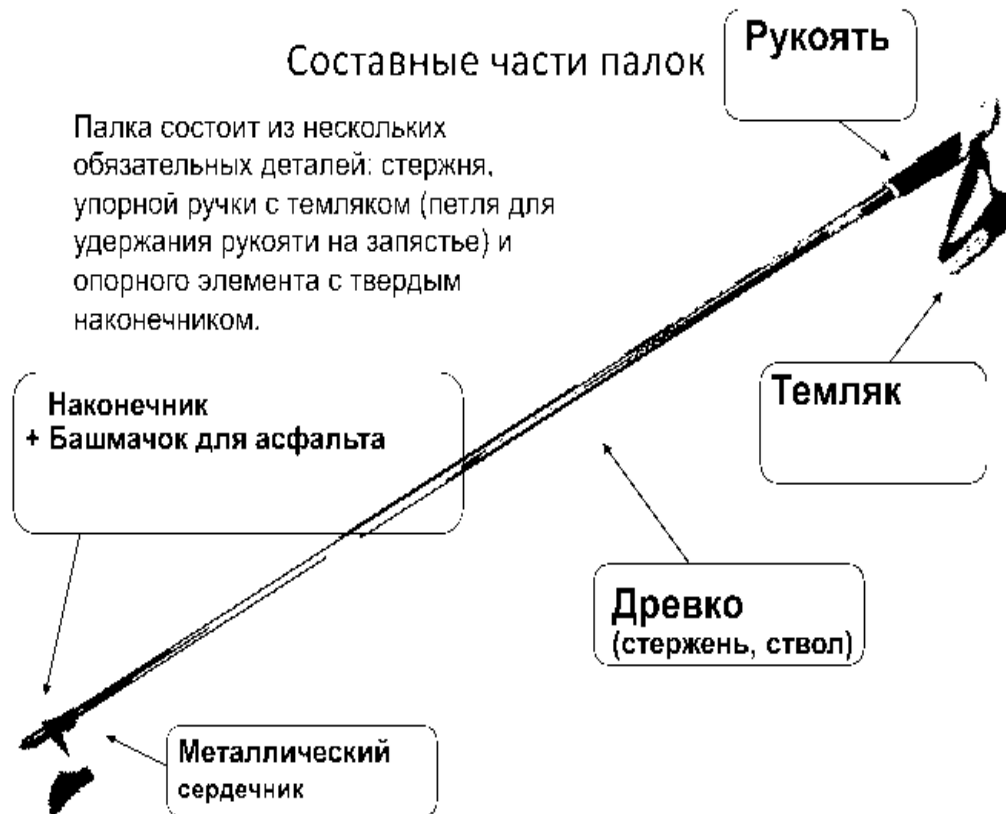 Составные части палок
Рукоять
Палка состоит из нескольких
обязательных деталей: стержня,
упорной ручки с темляком (петля для
удержания рукояти на запястье) и
опорного элемента с твердым
наконечником.
Темляк
Наконечник
+ Башмачок для асфальта
Древко
(стержень, ствол)
Металлический
сердечник